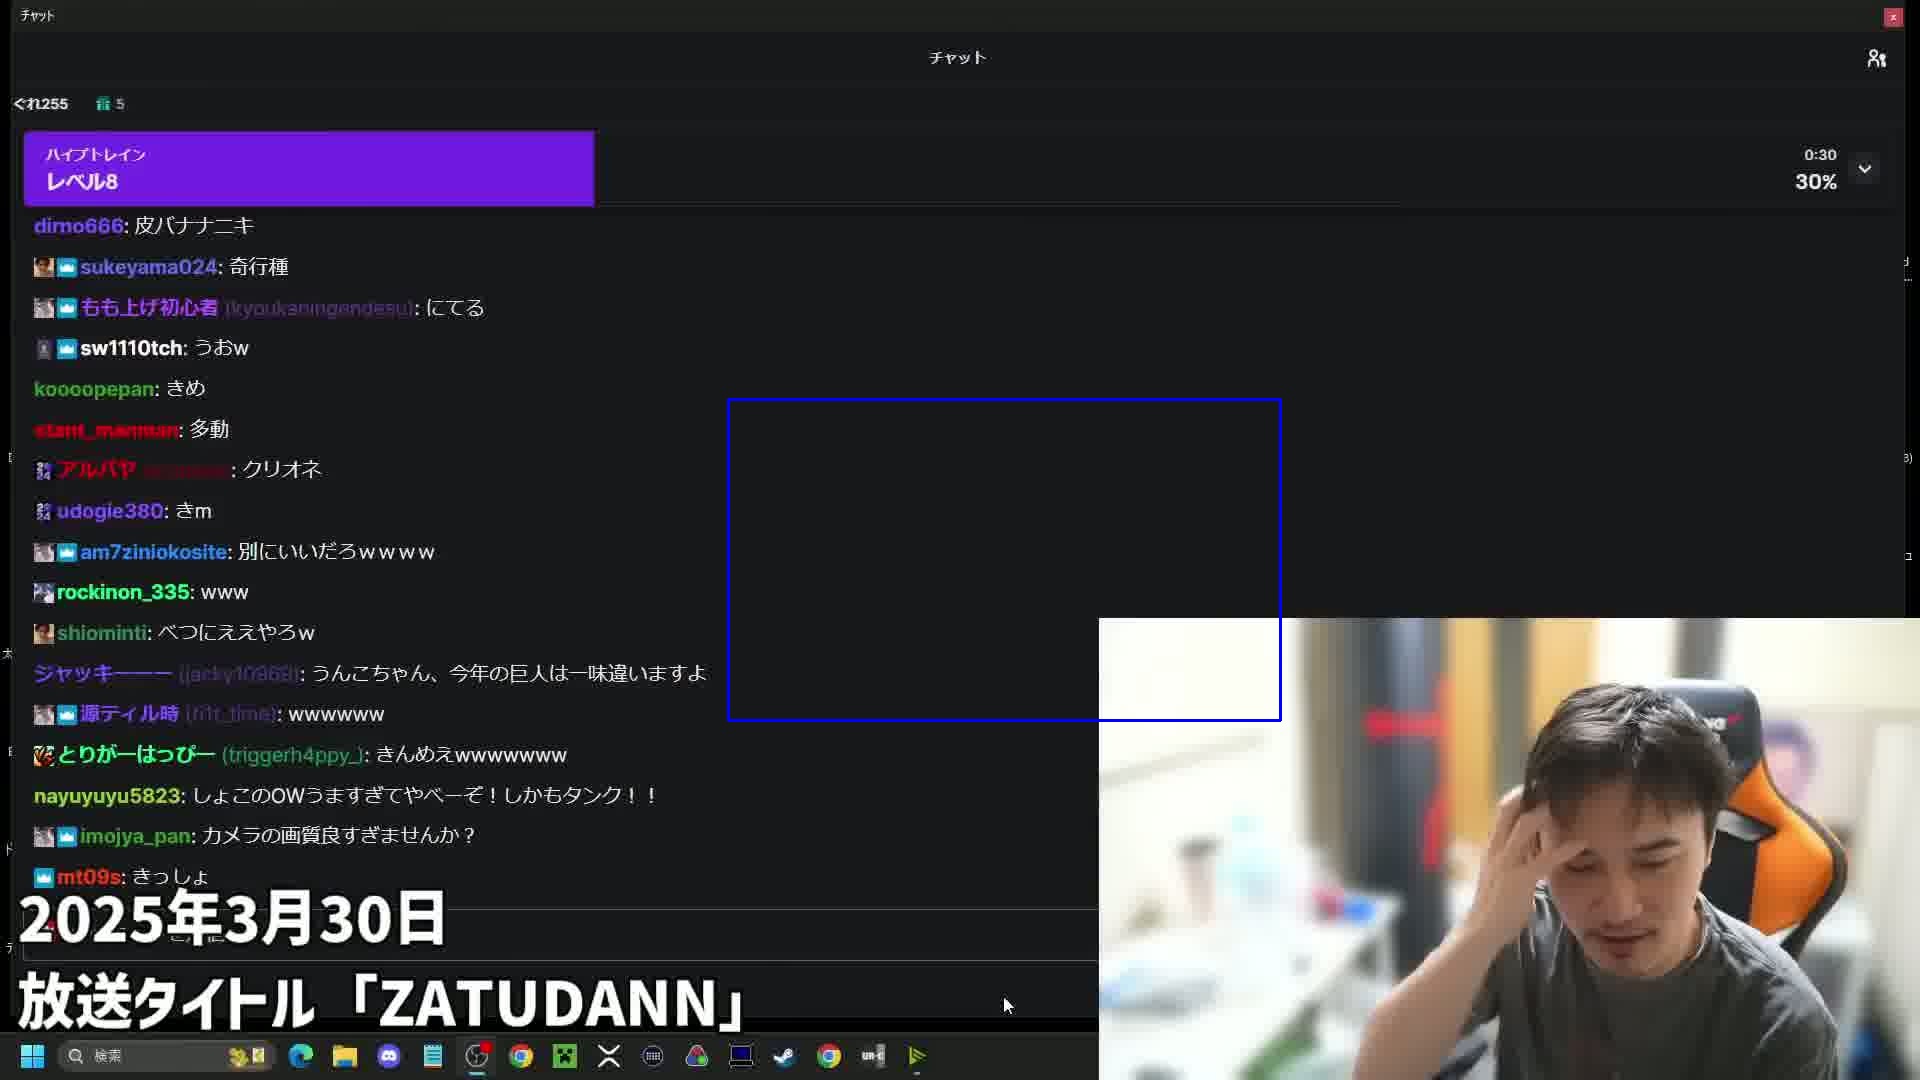 チャット
チャット
ぐれ255 5
ハイプトレイン
レベル8
0:30
30%
dimo666: 皮バナナニキ
sukeyama024: 奇行種
もも上げ初心者 (kyoukaningendesu): にてる
sw1110tch: うおw
koooopepan: きめ
stant_manman: 多動
アルパヤ : クリオネ
udogie380: きm
am7ziniokosite: 別にいいだろｗｗｗｗ
rockinon_335: www
shiominti: べつにええやろw
ジャッキーーー (jacky10969): うんこちゃん、今年の巨人は一味違いますよ
源ティル時 (ti1t_time): wwwwww
とりがーはっぴー (triggerh4ppy_): きんめえwwwwwww
nayuyuyu5823: しょこのOWうますぎてやべーぞ！しかもタンク！！
imojya_pan: カメラの画質良すぎませんか？
mt09s: きっしょ
2025年3月30日
放送タイトル「ZATUDANN」
検索